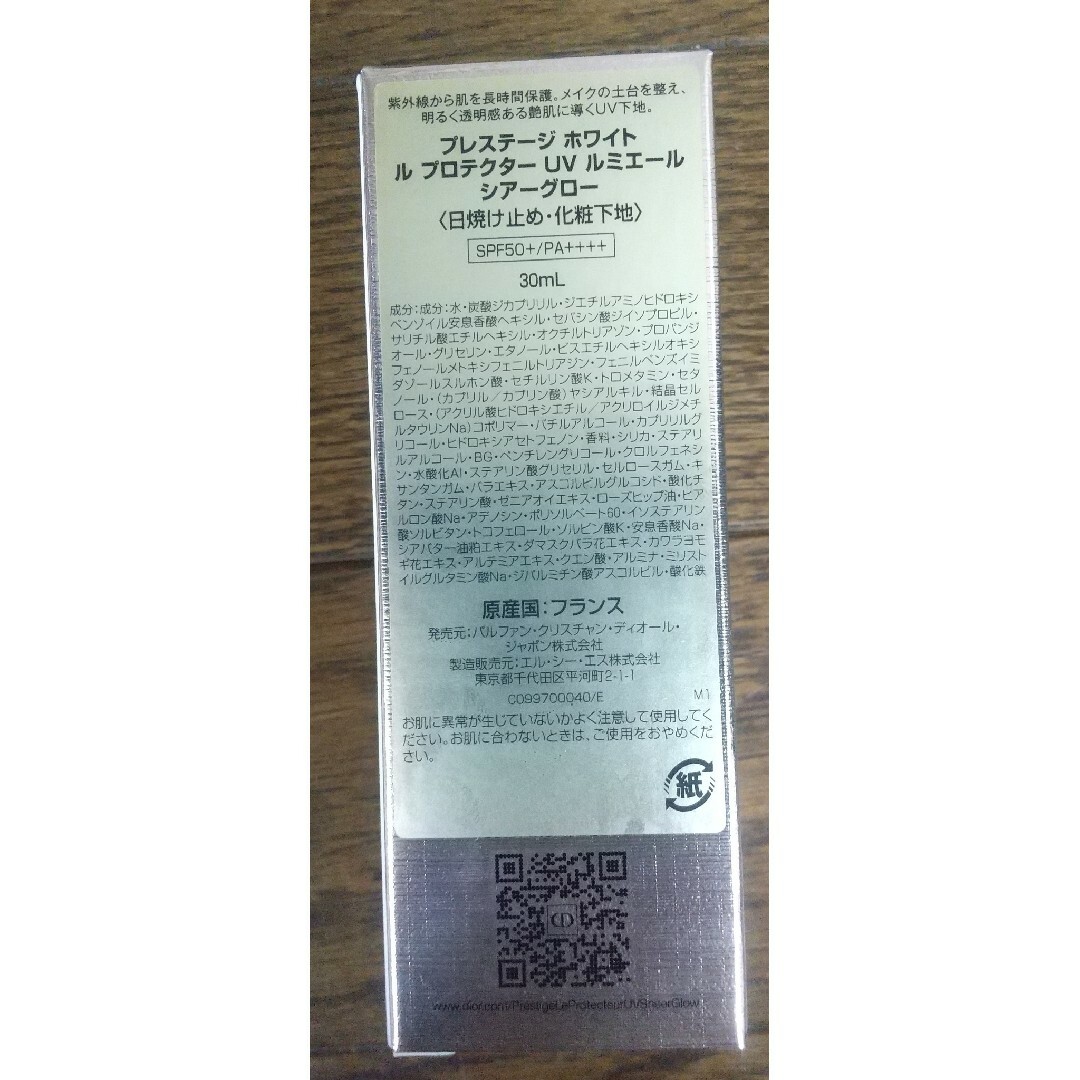 紫外線から肌を長時間保護。メイクの土台を整え、
明るく透明感ある艶肌に導くUV下地。
プレステージ ホワイト
ル プロテクター UV ルミエール
シアーグロー
〈日焼け止め・化粧下地〉
SPF50+/PA++++
30mL
成分:成分:水・炭酸ジカプリリル・ジエチルアミノヒドロキシ
ベンゾイル安息香酸ヘキシル・セバシン酸ジイソプロピル・
サリチル酸エチルヘキシル・オクチルトリアゾン・プロパンジ
オール・グリセリン・エタノール・ビスエチルヘキシルオキシ
フェノールメトキシフェニルトリアジン・フェニルベンズイミ
ダゾールスルホン酸・セチルリン酸K・トロメタミン・セタ
ノール・(カプリル/カプリン酸)ヤシアルキル・結晶セル
ロース・(アクリル酸ヒドロキシエチル/アクリロイルジメチ
ルタウリンNa)コポリマー・バチルアルコール・カプリリルグ
リコール・ヒドロキシアセトフェノン・香料・シリカ・ステアリ
ルアルコール・BG・ペンチレングリコール・クロルフェネシ
ン・水酸化Al・ステアリン酸グリセリル・セルロースガム・キ
サンタンガム・バラエキス・アスコルビルグルコシド・酸化チ
タン・ステアリン酸・ゼニアオイエキス・ローズヒップ油・ヒア
ルロン酸Na・アデノシン・ポリソルベート60・イソステアリン
酸ソルビタン・トコフェロール・ソルビン酸K・安息香酸Na・
シアバター油粕エキス・ダマスクバラ花エキス・カワラヨモ
ギ花エキス・アルテミアエキス・クエン酸・アルミナ・ミリスト
イルグルタミン酸Na・ジパルミチン酸アスコルビル・酸化鉄
原産国:フランス
発売元:パルファン・クリスチャン・ディオール・
ジャポン株式会社
製造販売元:エル・シー・エス株式会社
東京都千代田区平河町2-1-1
C099700040/E M1
お肌に異常が生じていないかよく注意して使用してく
ださい。お肌に合わないときは、ご使用をおやめくだ
さい。
紙
CD
www.dior.com/PrestigeLeProtecteurUVSheerGlow